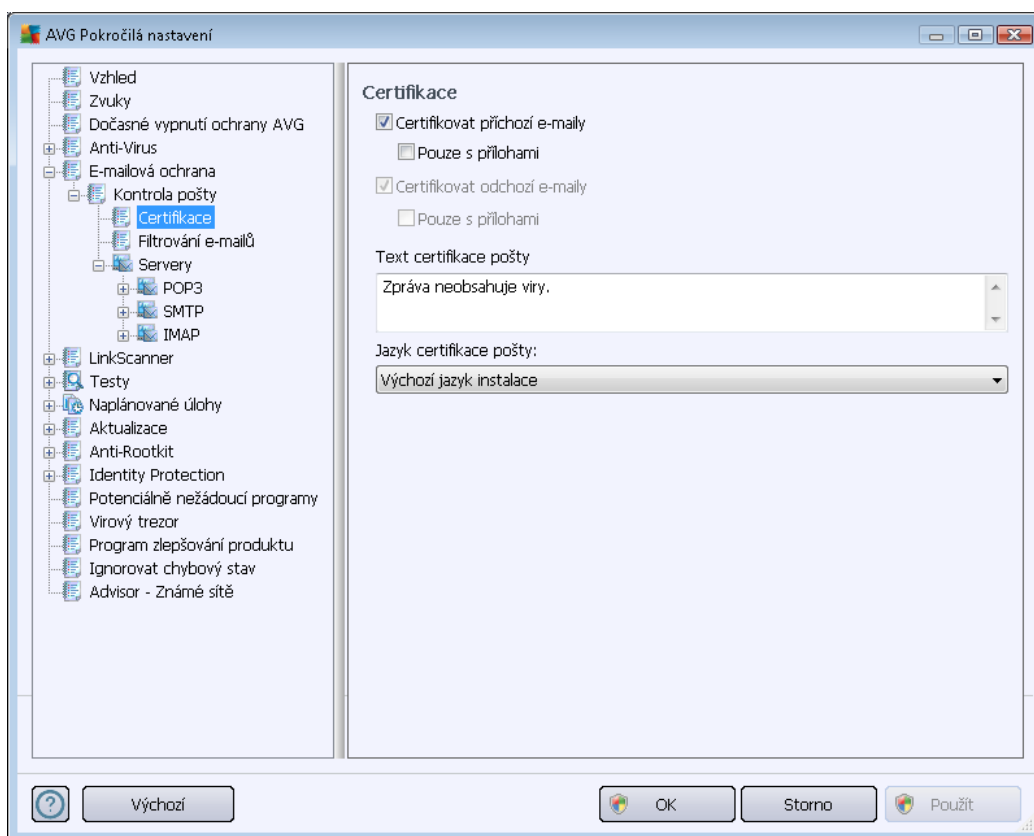 AVG Pokročilá nastavení
Vzhled
Zvuky
Dočasné vypnutí ochrany AVG
Anti-Virus
E-mailová ochrana
Kontrola pošty
Certifikace
Filtrování e-mailů
Servery
POP3
SMTP
IMAP
LinkScanner
Testy
Naplánované úlohy
Aktualizace
Anti-Rootkit
Identity Protection
Potenciálně nežádoucí programy
Virový trezor
Program zlepšování produktu
Ignorovat chybový stav
Advisor - Známé sítě
Certifikace
Certifikovat příchozí e-maily
Pouze s přílohami
Certifikovat odchozí e-maily
Pouze s přílohami
Text certifikace pošty
Zpráva neobsahuje viry.
Jazyk certifikace pošty:
Výchozí jazyk instalace
Výchozí
OK
Storno
Použít